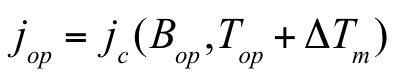 j_op = j_c(B_op,T_op + ΔT_m)